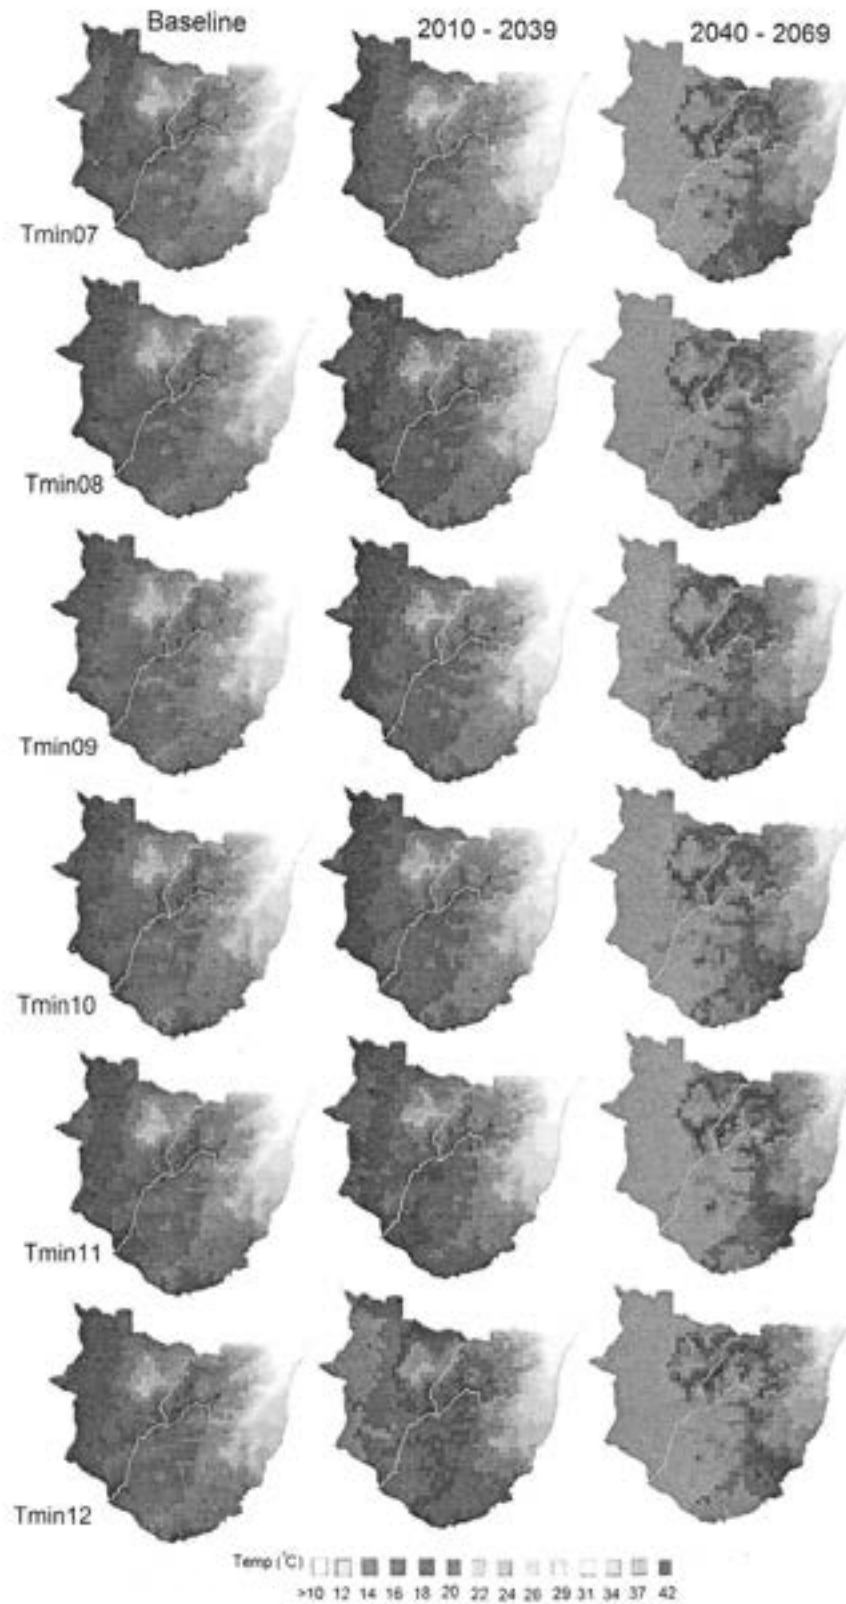 Baseline 2010 - 2039 2040 - 2069
Tmin07
Tmin08
Tmin09
Tmin10
Tmin11
Tmin12
Temp (°C)
>10 12 14 16 18 20 22 24 26 29 31 34 37 42